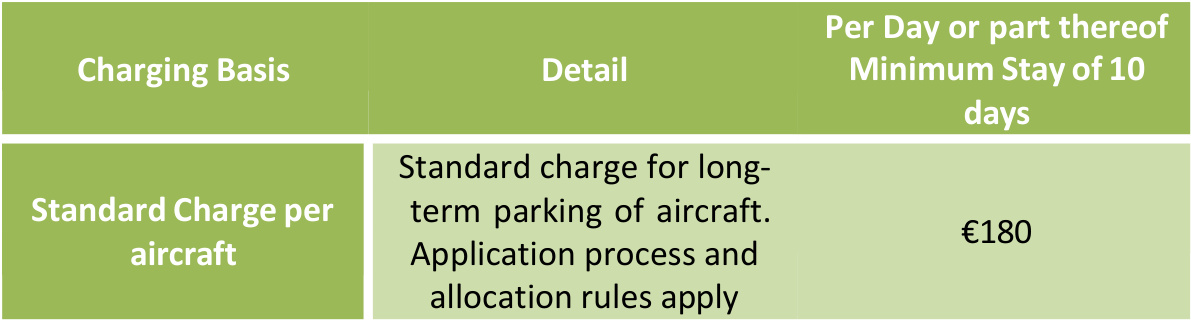 Charging Basis
Detail
Per Day or part thereof
Minimum Stay of 10
days
Standard Charge per
aircraft
Standard charge for long-
term parking of aircraft.
Application process and
allocation rules apply
€180